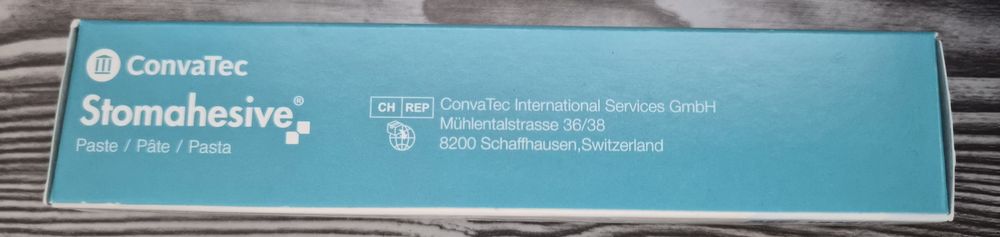 ConvaTec
Stomahesive®
Paste / Pâte / Pasta
CH REP
ConvaTec International Services GmbH
Mühlentalstrasse 36/38
8200 Schaffhausen,Switzerland